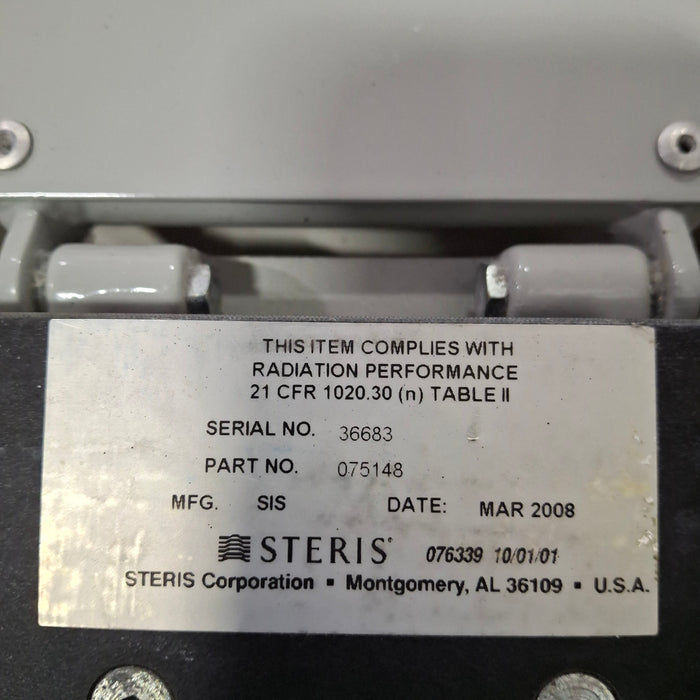 THIS ITEM COMPLIES WITH
RADIATION PERFORMANCE
21 CFR 1020.30 (n) TABLE II
SERIAL NO. 36683
PART NO. 075148
MFG. SIS DATE: MAR 2008
STERIS® 076339 10/01/01
STERIS Corporation ▪ Montgomery, AL 36109 ▪ U.S.A.